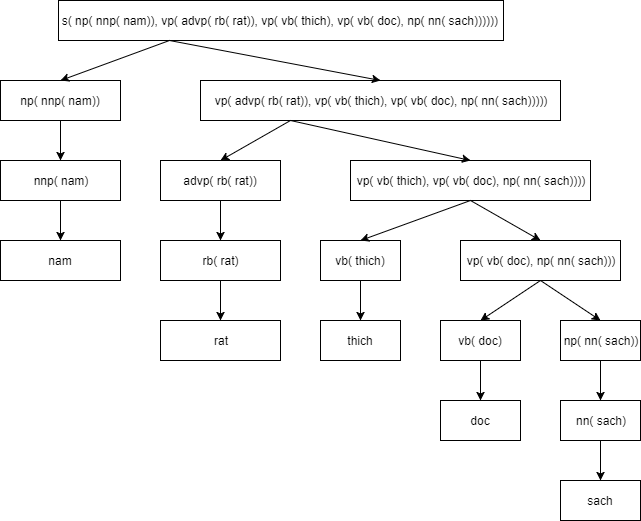 s( np( nnp( nam)), vp( advp( rb( rat)), vp( vb( thich), vp( vb( doc), np( nn( sach))))))
np( nnp( nam))
vp( advp( rb( rat)), vp( vb( thich), vp( vb( doc), np( nn( sach)))))
nnp( nam)
advp( rb( rat))
vp( vb( thich), vp( vb( doc), np( nn( sach))))
nam
rb( rat)
vb( thich)
vp( vb( doc), np( nn( sach)))
rat
thich
vb( doc)
np( nn( sach))
doc
nn( sach)
sach